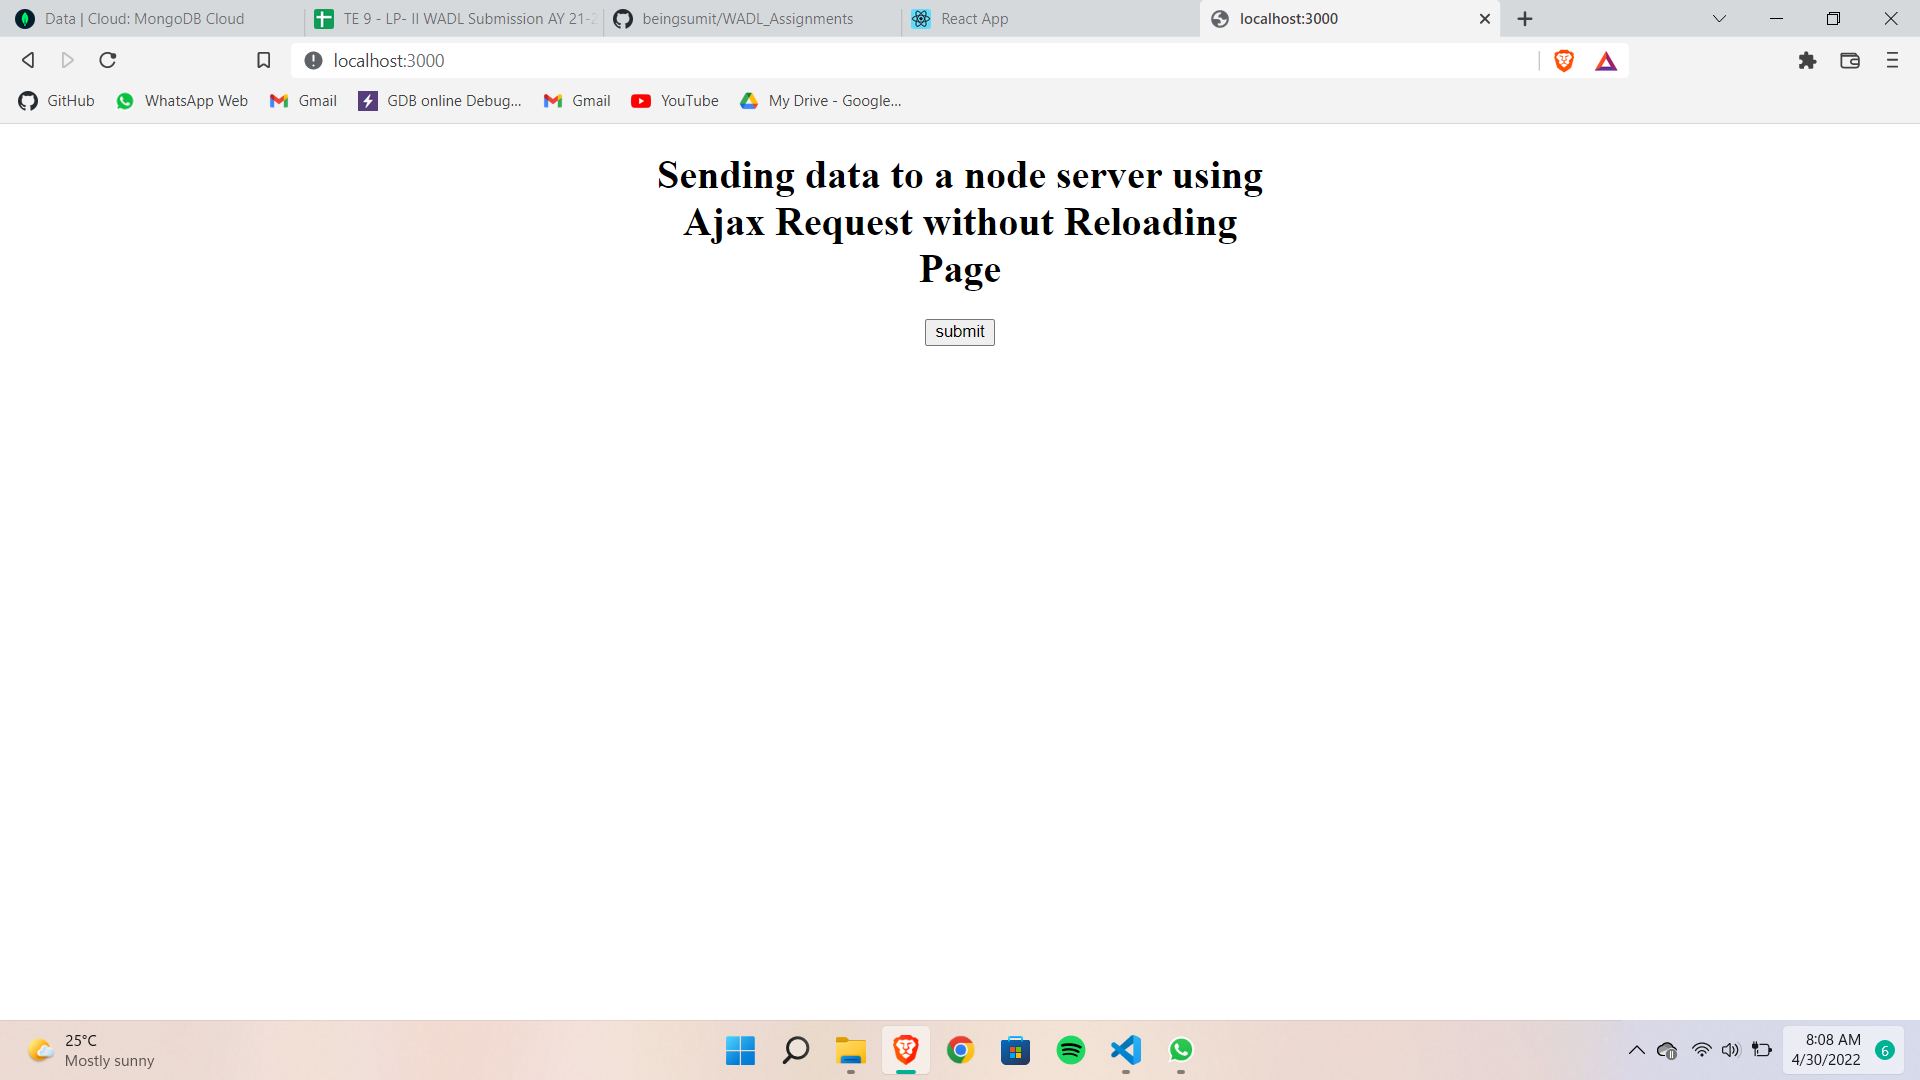 Data | Cloud: MongoDB Cloud
TE 9 - LP- II WADL Submission AY 21-2
beingsumit/WADL_Assignments
React App
localhost:3000
localhost:3000
GitHub
WhatsApp Web
Gmail
GDB online Debug...
Gmail
YouTube
My Drive - Google...
Sending data to a node server using
Ajax Request without Reloading
Page
submit
25°C
Mostly sunny
8:08 AM
4/30/2022
6